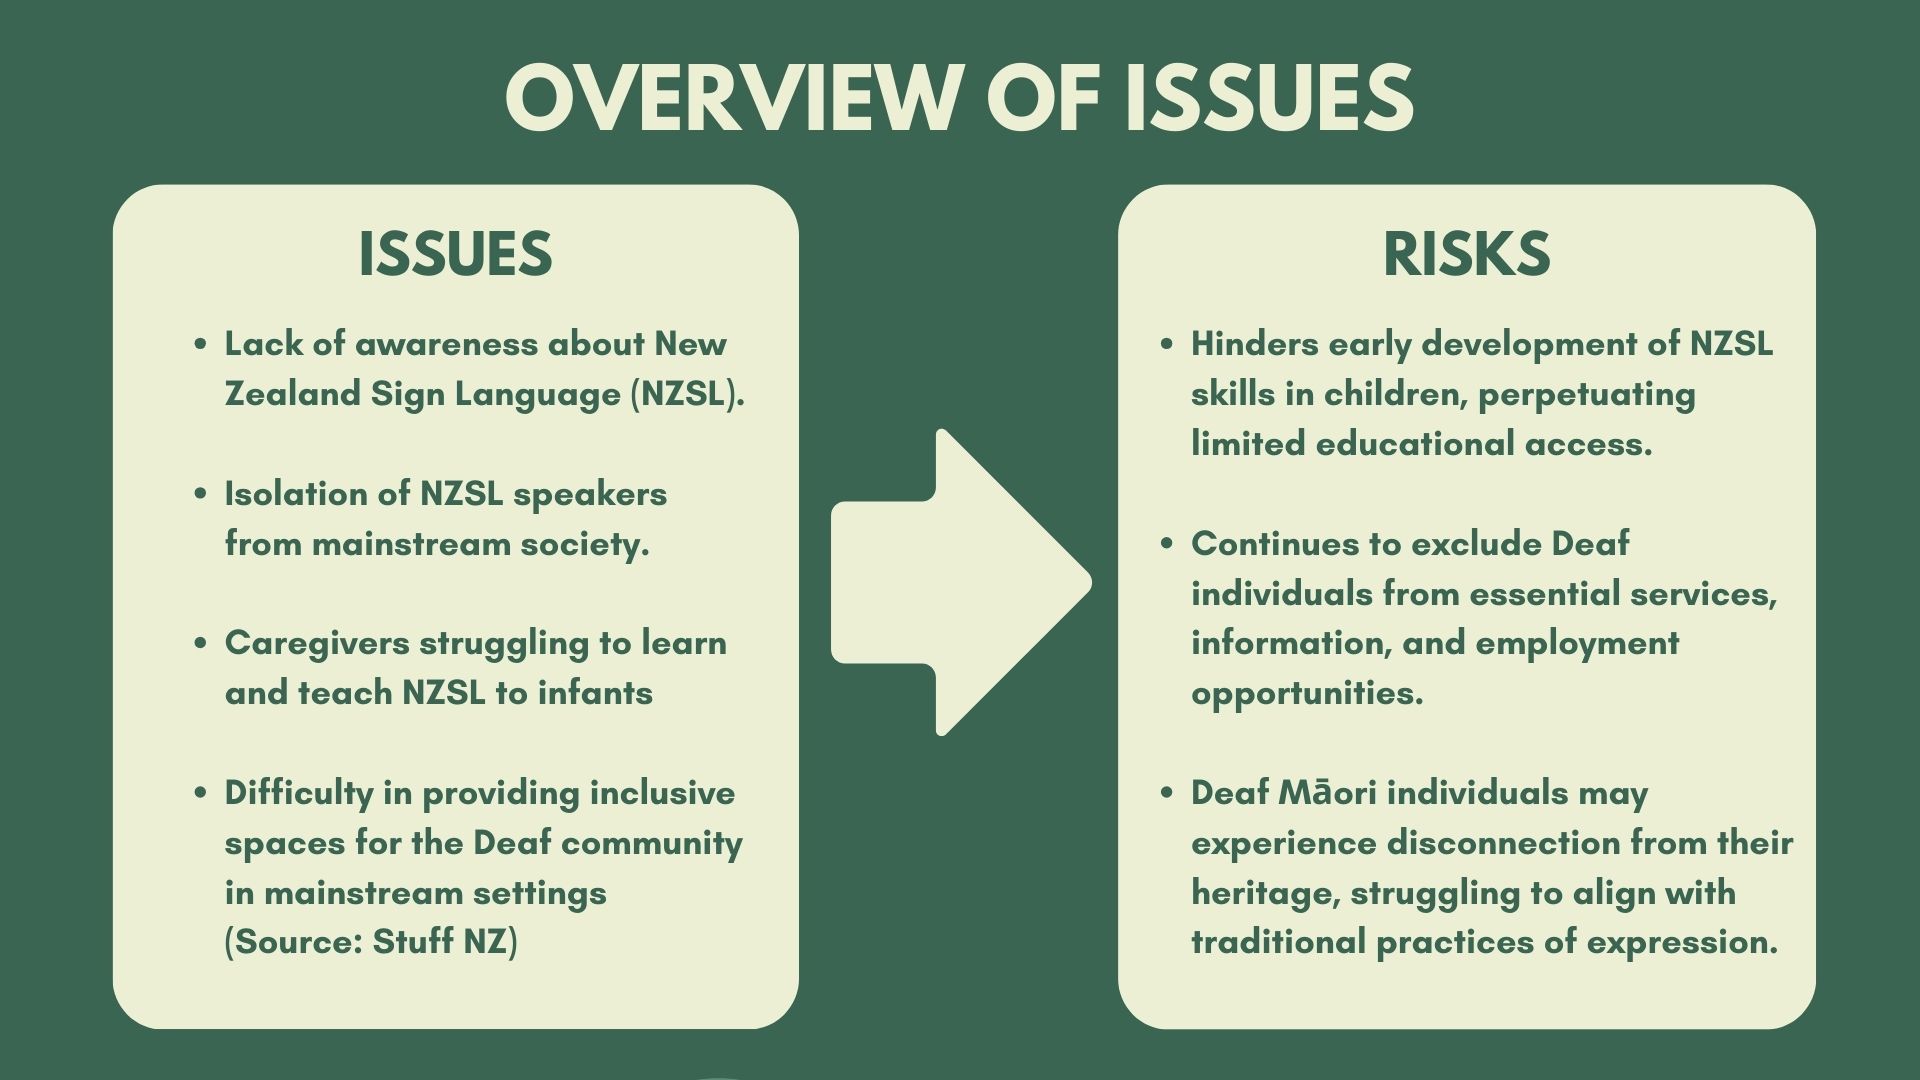 OVERVIEW OF ISSUES
ISSUES
• Lack of awareness about New
Zealand Sign Language (NZSL).
• Isolation of NZSL speakers
from mainstream society.
• Caregivers struggling to learn
and teach NZSL to infants
• Difficulty in providing inclusive
spaces for the Deaf community
in mainstream settings
(Source: Stuff NZ)
RISKS
• Hinders early development of NZSL
skills in children, perpetuating
limited educational access.
• Continues to exclude Deaf
individuals from essential services,
information, and employment
opportunities.
• Deaf Māori individuals may
experience disconnection from their
heritage, struggling to align with
traditional practices of expression.